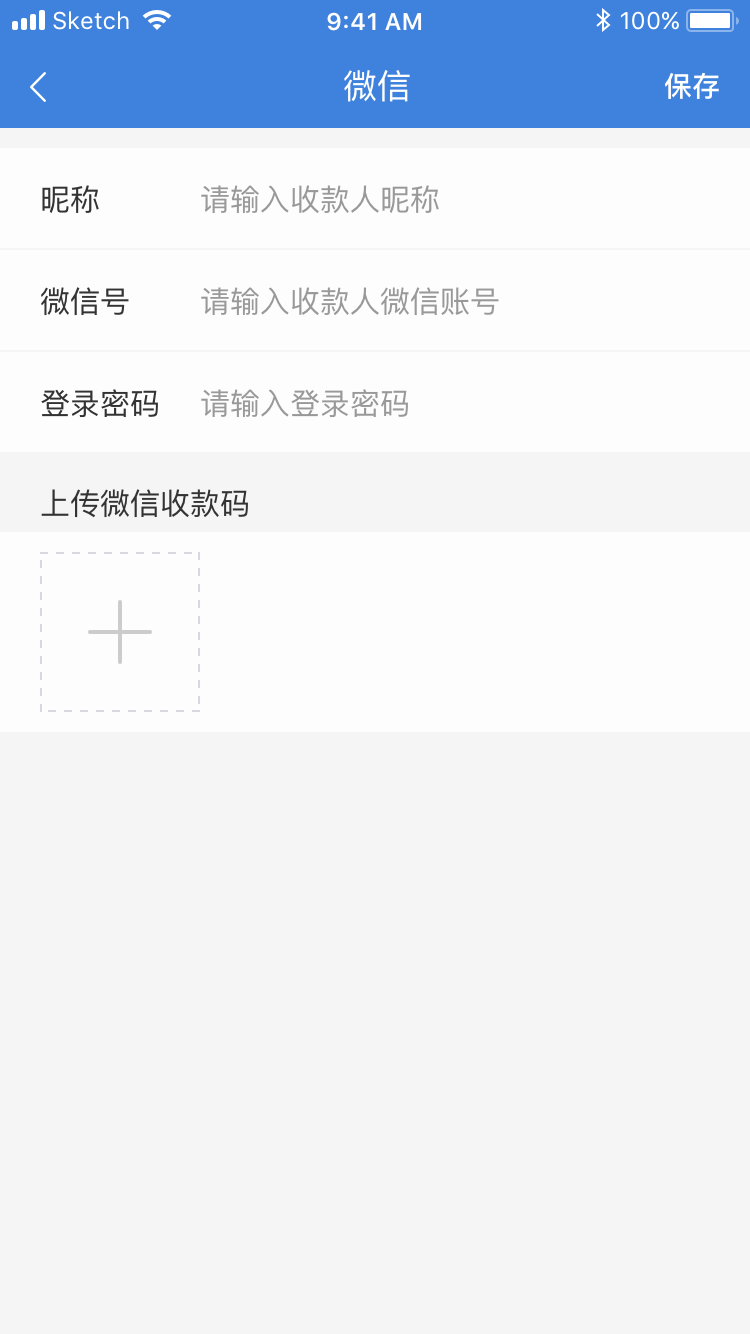 Sketch 9:41 AM 100%
微信 保存
昵称 请输入收款人昵称
微信号 请输入收款人微信账号
登录密码 请输入登录密码
上传微信收款码